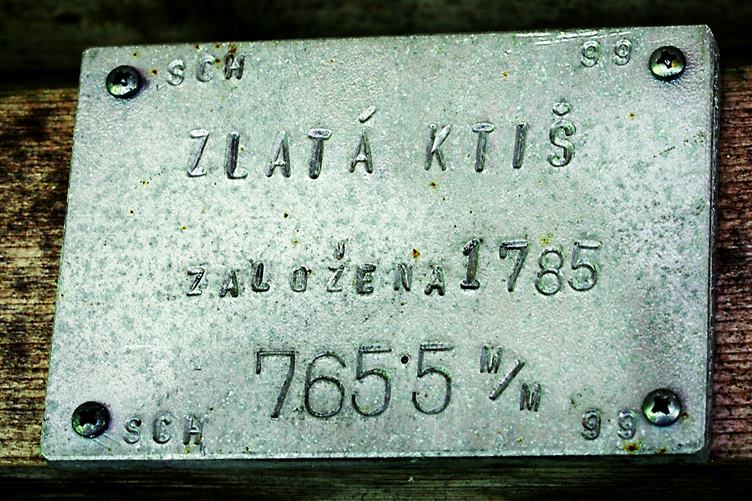 SCH 99
ZLATÁ KTIŠ
ZALOŽENA 1785
765·5 M/M
SCH 99